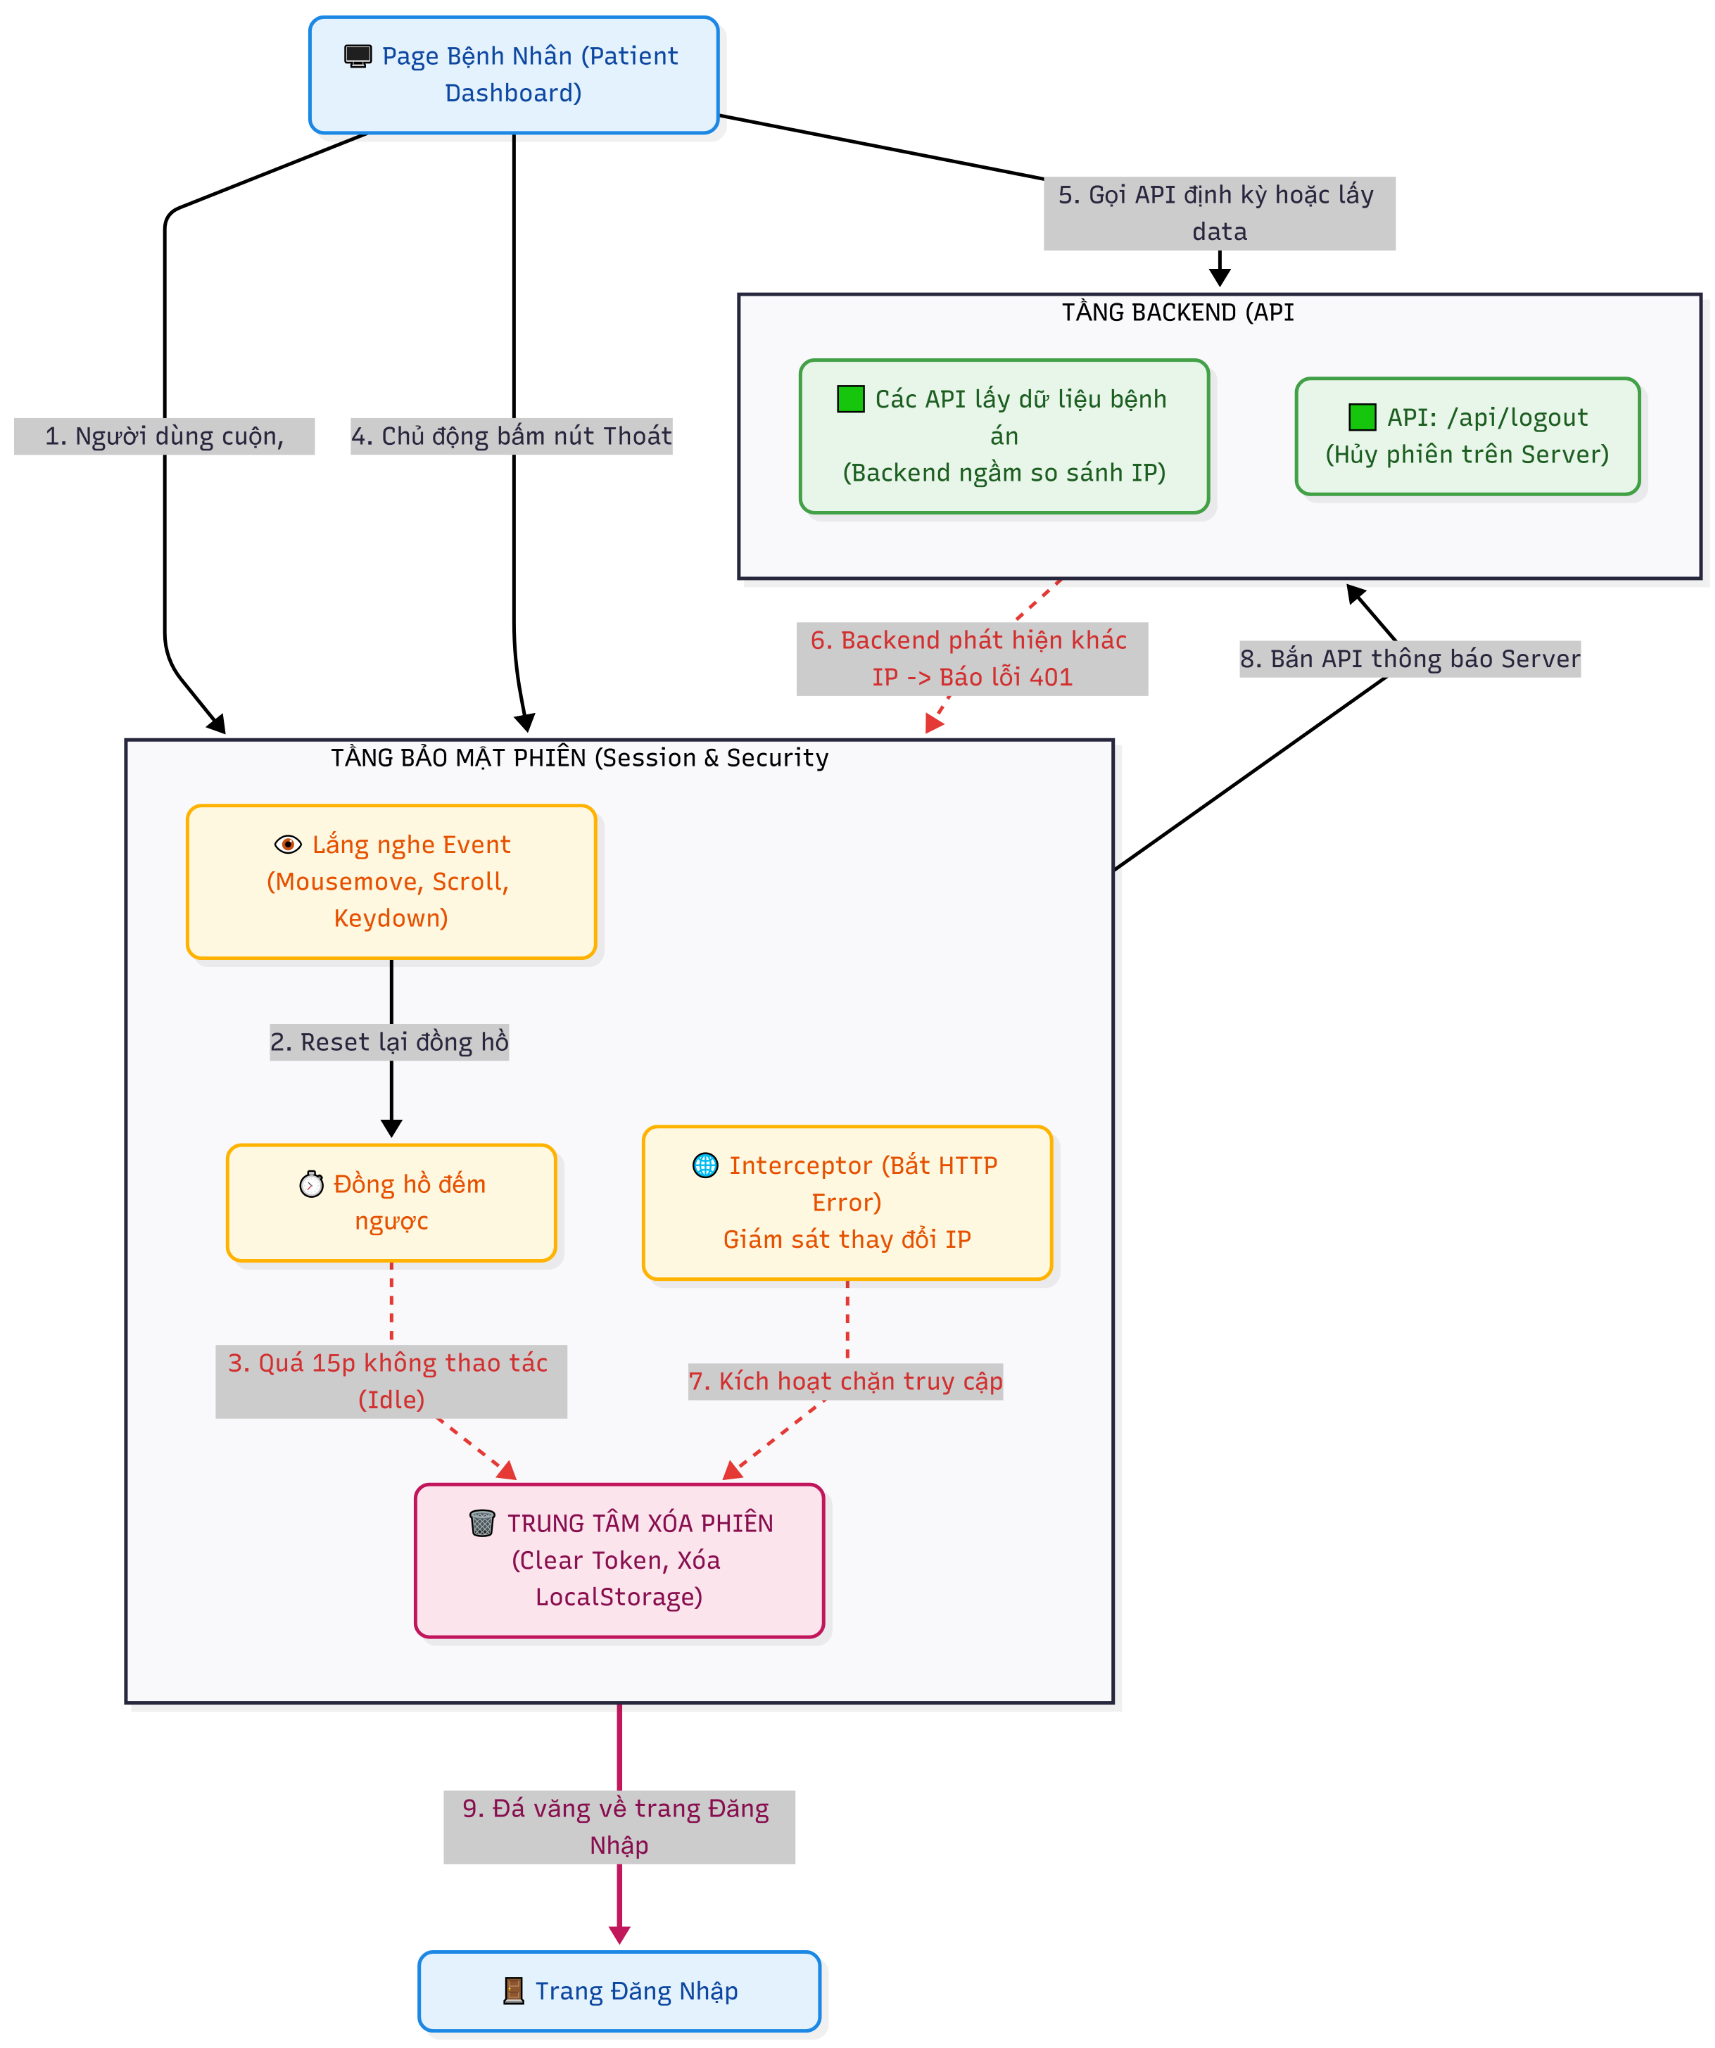 Page Bệnh Nhân (Patient
Dashboard)
5. Gọi API định kỳ hoặc lấy
data
TẦNG BACKEND (API
Các API lấy dữ liệu bệnh
án
(Backend ngầm so sánh IP)
API: /api/logout
(Hủy phiên trên Server)
1. Người dùng cuộn,
4. Chủ động bấm nút Thoát
6. Backend phát hiện khác
IP -> Báo lỗi 401
8. Bắn API thông báo Server
TẦNG BẢO MẬT PHIÊN (Session & Security
Lắng nghe Event
(Mousemove, Scroll,
Keydown)
2. Reset lại đồng hồ
Đồng hồ đếm
ngược
Interceptor (Bắt HTTP
Error)
Giám sát thay đổi IP
3. Quá 15p không thao tác
(Idle)
7. Kích hoạt chặn truy cập
TRUNG TÂM XÓA PHIÊN
(Clear Token, Xóa
LocalStorage)
9. Đá văng về trang Đăng
Nhập
Trang Đăng Nhập